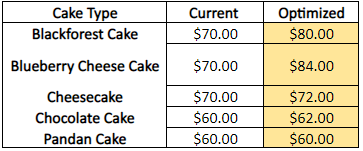 Cake Type Current Optimized
Blackforest Cake $70.00 $80.00
Blueberry Cheese Cake $70.00 $84.00
Cheesecake $70.00 $72.00
Chocolate Cake $60.00 $62.00
Pandan Cake $60.00 $60.00